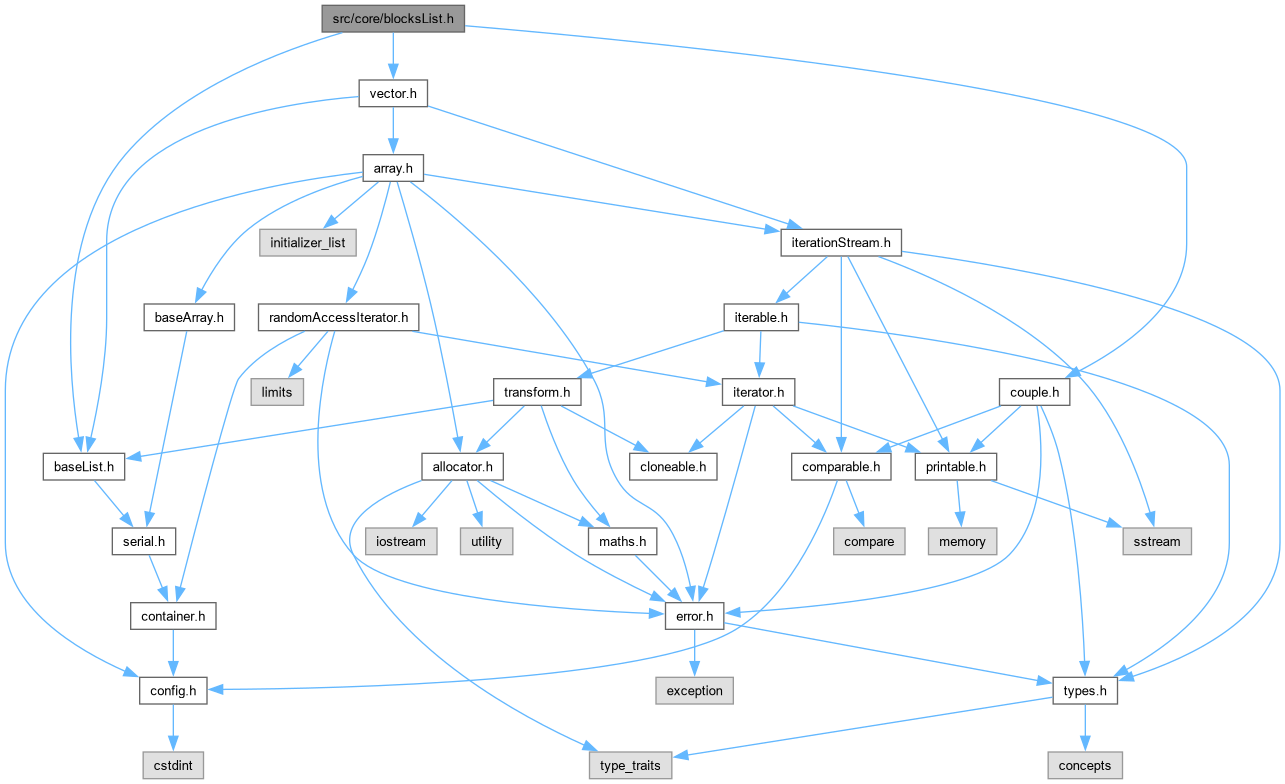 src/core/blocksList.h
vector.h
array.h
initializer_list
iterationStream.h
baseArray.h
randomAccessIterator.h
iterable.h
limits
transform.h
iterator.h
couple.h
baseList.h
allocator.h
cloneable.h
comparable.h
printable.h
serial.h
iostream
utility
maths.h
compare
memory
sstream
container.h
error.h
config.h
exception
types.h
cstdint
type_traits
concepts